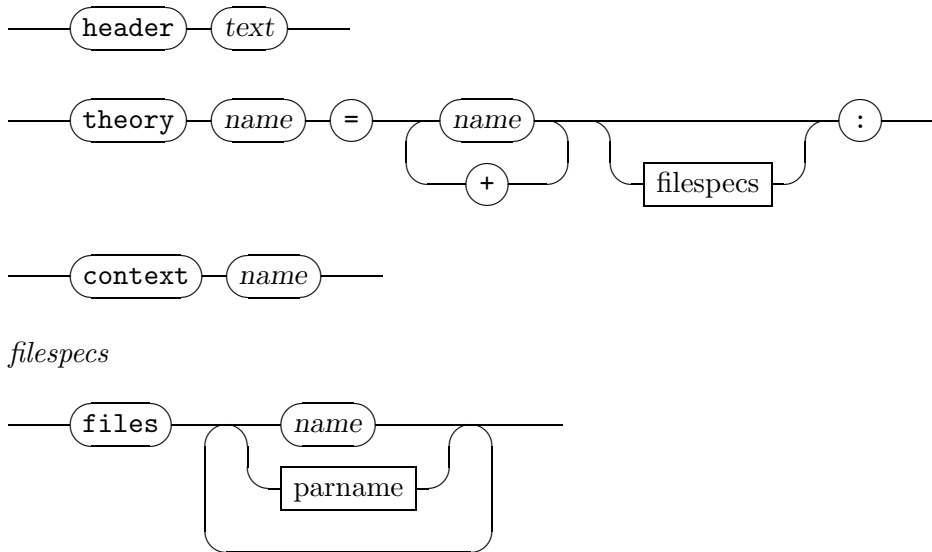 header text
theory name = name :
+ filespecs
context name
filespecs
files name
parname